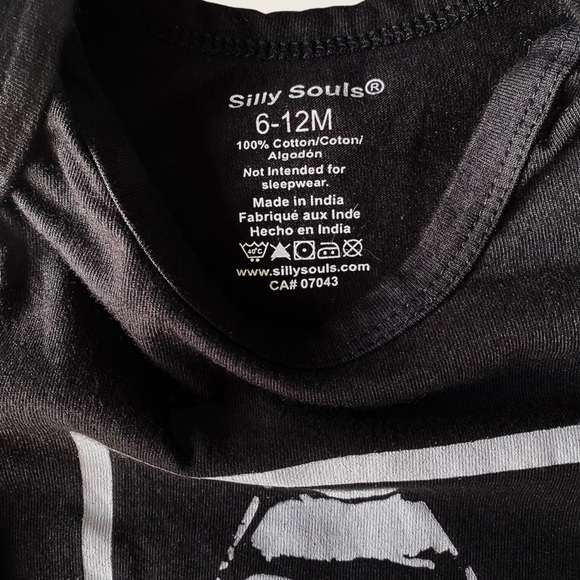 Silly Souls®
6-12M
100% Cotton/Coton/
Algodón
Not Intended for
sleepwear.
Made in India
Fabriqué aux Inde
Hecho en India
40°C
www.sillysouls.com
CA# 07043